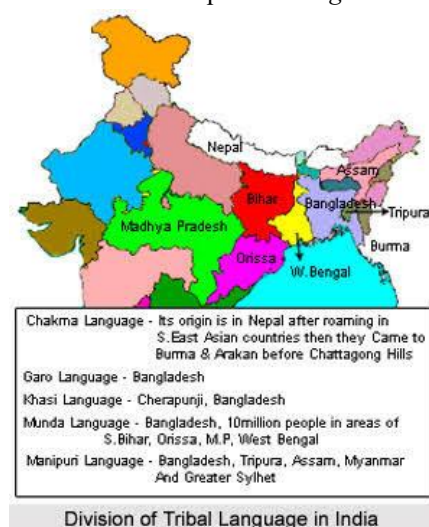 Nepal
Assam
Bihar
Bangladesh
Tripura
Madhya Pradesh
Burma
Orissa
W.Bengal
Chakma Language - Its origin is in Nepal after roaming in
S.East Asian countries then they Came to
Burma & Arakan before Chattagong Hills
Garo Language - Bangladesh
Khasi Language - Cherapunji, Bangladesh
Munda Language - Bangladesh, 10million people in areas of
S.Bihar, Orissa, M.P, West Bengal
Manipuri Language - Bangladesh, Tripura, Assam, Myanmar
And Greater Sylhet
Division of Tribal Language in India